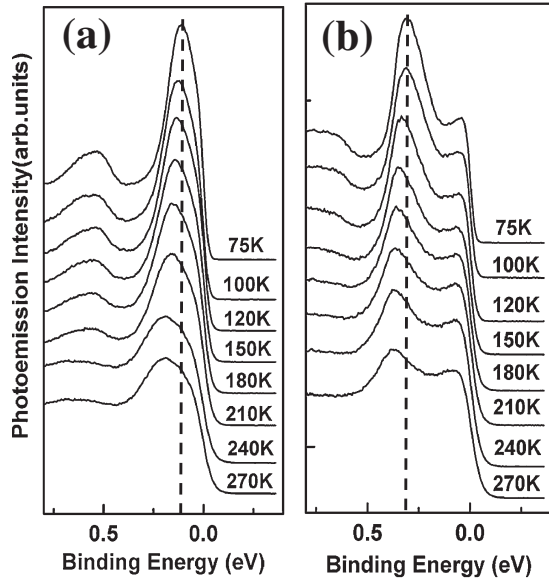 (a)
(b)
Photoemission Intensity(arb.units)
75K
100K
120K
150K
180K
210K
240K
270K
75K
100K
120K
150K
180K
210K
240K
270K
0.5
0.0
0.5
0.0
Binding Energy (eV)
Binding Energy (eV)